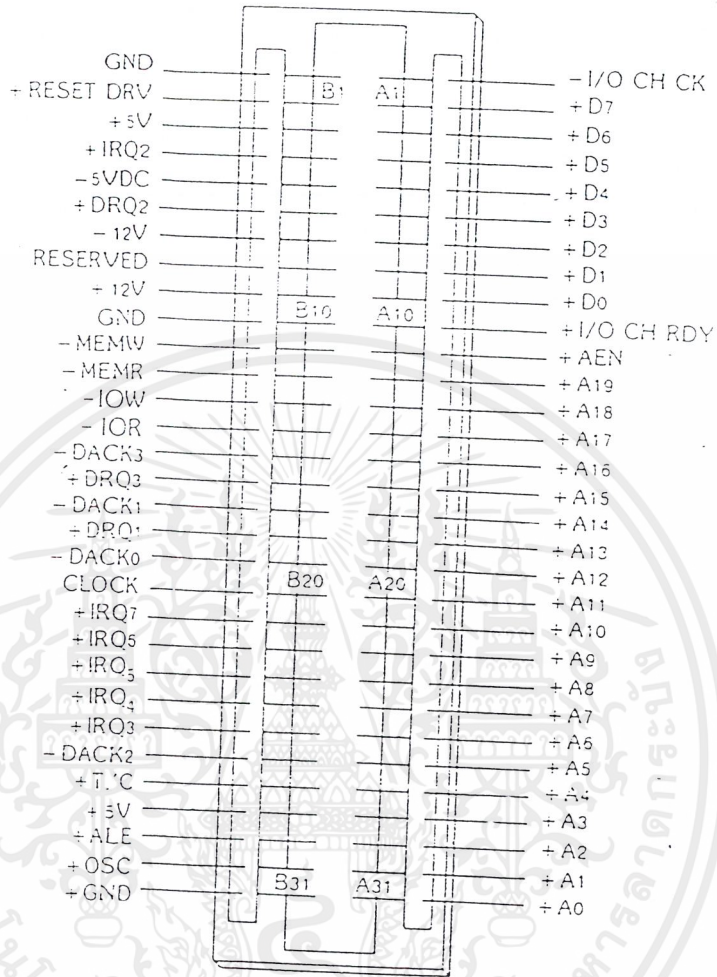 GND
+ RESET DRV
+ 5V
+ IRQ2
- 5VDC
+ DRQ2
- 12V
RESERVED
+ 12V
GND
- MEMW
- MEMR
- IOW
- IOR
- DACK3
+ DRQ3
- DACK1
+ DRQ1
- DACK0
CLOCK
+ IRQ7
+ IRQ6
+ IRQ5
+ IRQ4
+ IRQ3
- DACK2
+ T/C
+ 5V
+ ALE
+ OSC
+ GND
B1 A1
B10 A10
B20 A20
B31 A31
- I/O CH CK
+ D7
+ D6
+ D5
+ D4
+ D3
+ D2
+ D1
+ D0
+ I/O CH RDY
+ AEN
+ A19
+ A18
+ A17
+ A16
+ A15
+ A14
+ A13
+ A12
+ A11
+ A10
+ A9
+ A8
+ A7
+ A6
+ A5
+ A4
+ A3
+ A2
+ A1
+ A0